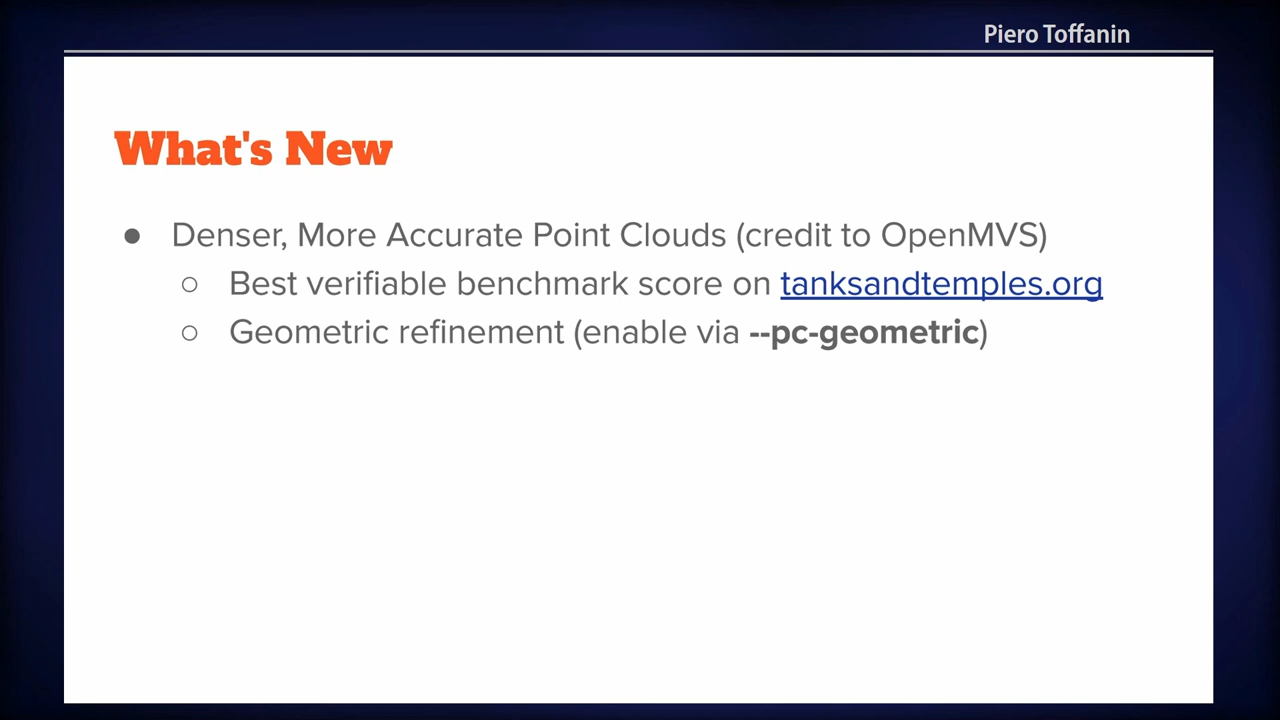 Piero Toffanin
What's New
● Denser, More Accurate Point Clouds (credit to OpenMVS)
○ Best verifiable benchmark score on tanksandtemples.org
○ Geometric refinement (enable via --pc-geometric)